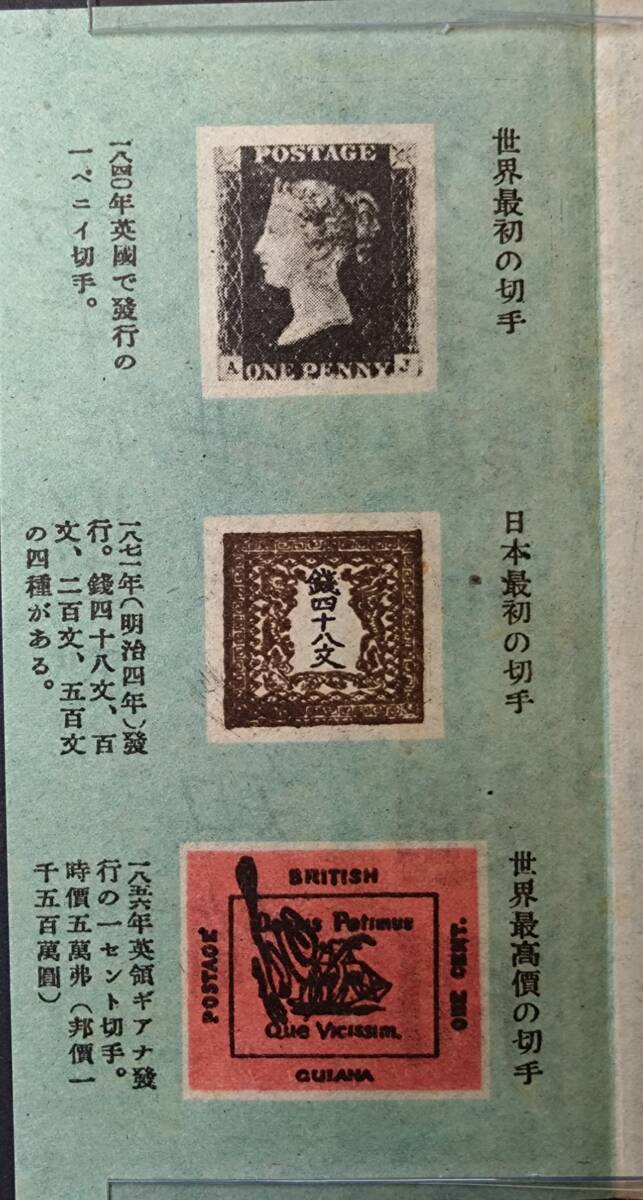 世界最初の切手
POSTAGE
A ONE PENNY J
一八四〇年英國で發行の
一ペニイ切手。
日本最初の切手
錢四十八文
一八七一年(明治四年)發
行。錢四十八文、百
文、二百文、五百文
の四種がある。
世界最高價の切手
BRITISH
POSTAGE
Patimus
Que Vicissim.
ONE CENT.
GUIANA
一八五六年英領ギアナ發
行の一セント切手。
時價五萬弗(邦價一
千五百萬圓)